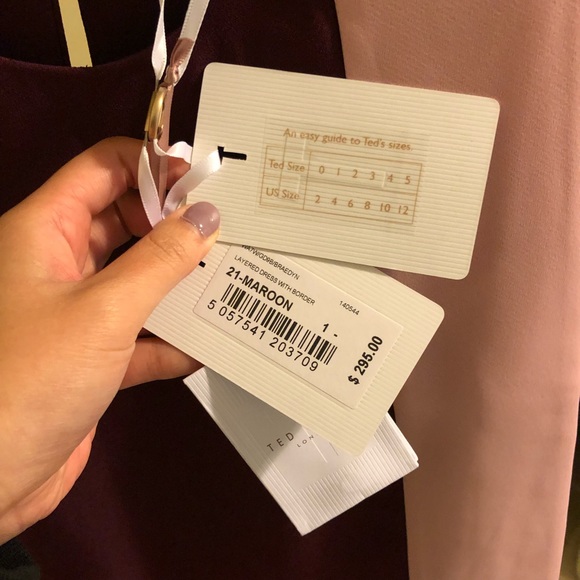 An easy guide to Ted's sizes
Ted Size 0 1 2 3 4 5
US Size 2 4 6 8 10 12
LAYERED DRESS WITH BORDER 140544
21-MAROON
1 -
5 057541 203709
$ 295.00
TED
LON